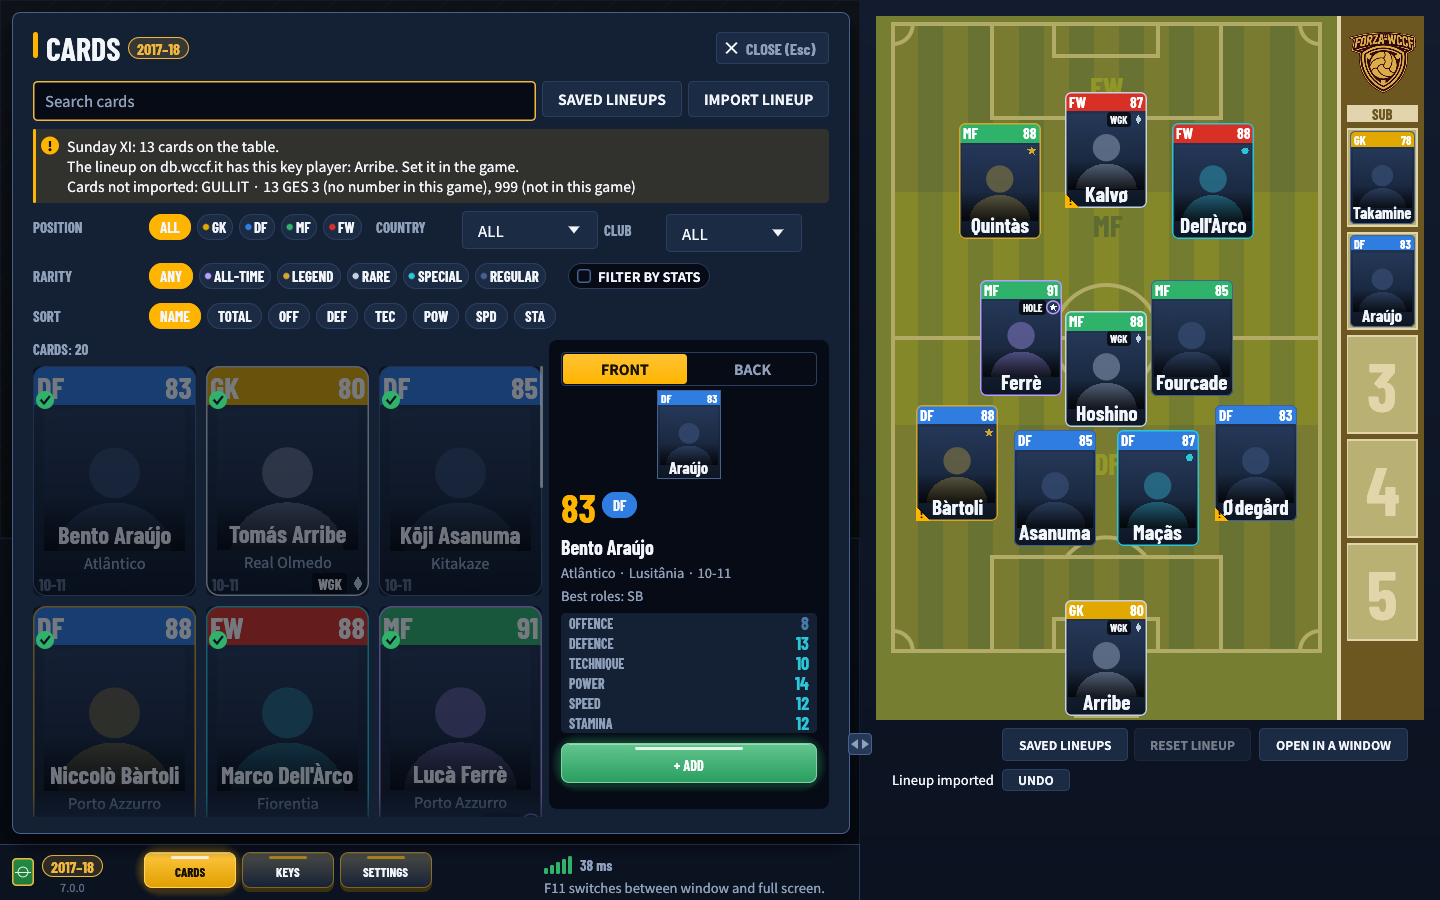 CARDS 2017-18
CLOSE (Esc)
Search cards
SAVED LINEUPS
IMPORT LINEUP
Sunday XI: 13 cards on the table.
The lineup on db.wccf.it has this key player: Arribe. Set it in the game.
Cards not imported: GULLIT · 13 GES 3 (no number in this game), 999 (not in this game)
POSITION ALL GK DF MF FW COUNTRY ALL CLUB ALL
RARITY ANY ALL-TIME LEGEND RARE SPECIAL REGULAR FILTER BY STATS
SORT NAME TOTAL OFF DEF TEC POW SPD STA
CARDS: 20
DF 83
Bento Araújo
Atlântico
10-11
GK 80
Tomás Arribe
Real Olmedo
10-11 WGK
DF 85
Kōji Asanuma
Kitakaze
10-11
DF 88
Niccolò Bàrtoli
Porto Azzurro
FW 88
Marco Dell'Àrco
Fiorentia
MF 91
Lucà Ferrè
Porto Azzurro
FRONT BACK
DF 83
Araújo
83 DF
Bento Araújo
Atlântico · Lusitânia · 10-11
Best roles: SB
OFFENCE 8
DEFENCE 13
TECHNIQUE 10
POWER 14
SPEED 12
STAMINA 12
+ ADD
2017-18
7.0.0
CARDS
KEYS
SETTINGS
38 ms
F11 switches between window and full screen.
FW
FW 87
WGK
Kalvø
MF 88
Quintàs
FW 88
Dell'Àrco
MF
MF 91
HOLE
Ferrè
MF 88
WGK
Hoshino
MF 85
Fourcade
DF 88
Bàrtoli
DF 85
Asanuma
DF
DF 87
Maçãs
DF 83
Ødegård
GK 80
WGK
Arribe
FORZA-WCCF
SUB
GK 78
Takamine
DF 83
Araújo
3
4
5
SAVED LINEUPS
RESET LINEUP
OPEN IN A WINDOW
Lineup imported
UNDO